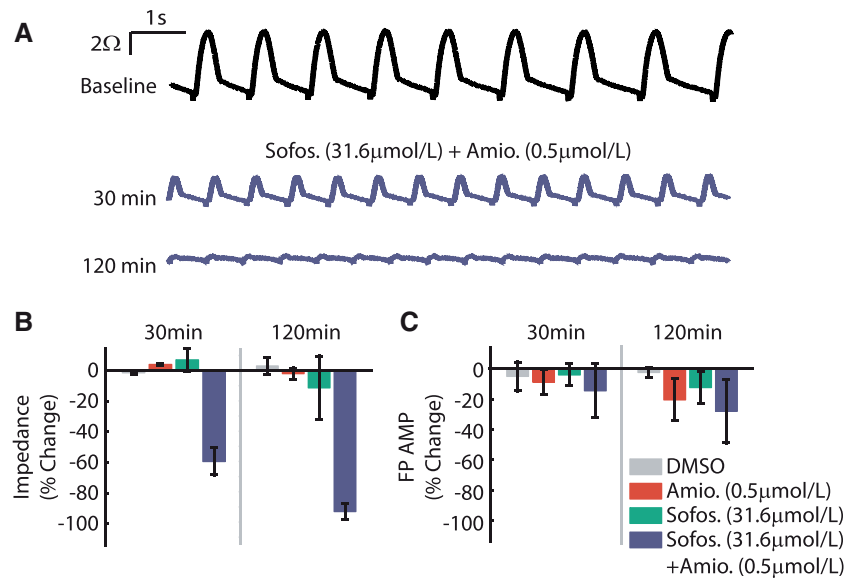 A
1s
2Ω
Baseline
Sofos. (31.6μmol/L) + Amio. (0.5μmol/L)
30 min
120 min
B
30min 120min
Impedance
(% Change)
0
-20
-40
-60
-80
-100
C
30min 120min
FP AMP
(% Change)
0
-20
-40
-60
-80
-100
DMSO
Amio. (0.5μmol/L)
Sofos. (31.6μmol/L)
Sofos. (31.6μmol/L)
+Amio. (0.5μmol/L)